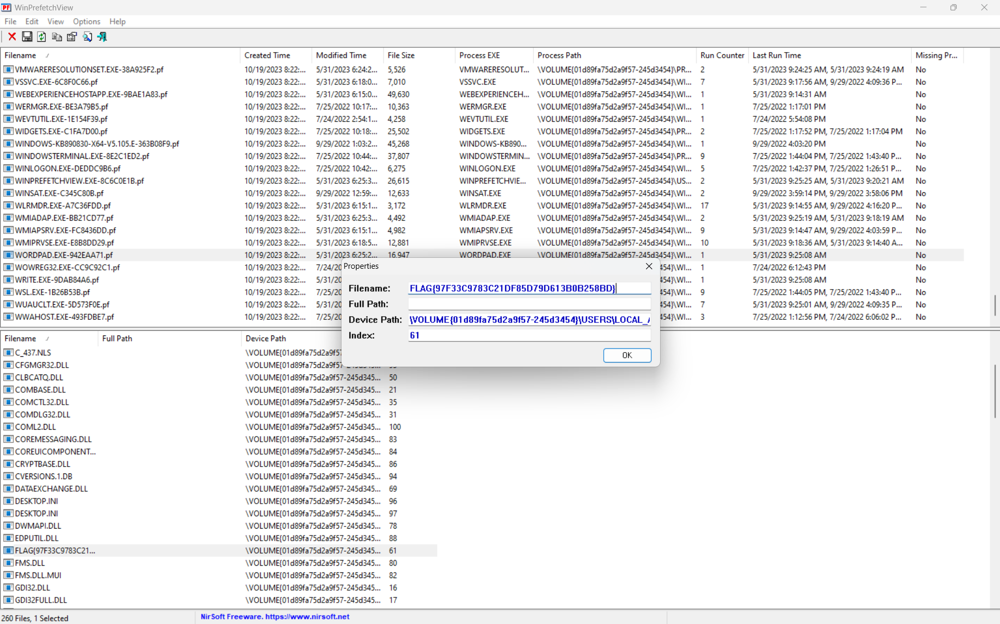 WinPrefetchView
File Edit View Options Help
Filename Created Time Modified Time File Size Process EXE Process Path Run Counter Last Run Time Missing Pr...
VMWARERESOLUTIONSET.EXE-38A925F2.pf 10/19/2023 8:22:... 5/31/2023 6:24:2... 5,526 VMWARERESOLUT... \VOLUME{01d89fa75d2a9f57-245d3454}\PR... 2 5/31/2023 9:24:25 AM, 5/31/2023 9:24:19 AM No
VSSVC.EXE-6C8F0C66.pf 10/19/2023 8:22:... 5/31/2023 6:18:0... 7,010 VSSVC.EXE \VOLUME{01d89fa75d2a9f57-245d3454}\WI... 7 5/31/2023 9:17:56 AM, 9/29/2022 4:09:36 P... No
WEBEXPERIENCEHOSTAPP.EXE-9BAE1A83.pf 10/19/2023 8:22:... 5/31/2023 6:15:0... 49,630 WEBEXPERIENCEH... \VOLUME{01d89fa75d2a9f57-245d3454}\WI... 1 5/31/2023 9:14:31 AM No
WERMGR.EXE-BE3A79B5.pf 10/19/2023 8:22:... 7/25/2022 10:17:... 10,363 WERMGR.EXE \VOLUME{01d89fa75d2a9f57-245d3454}\WI... 1 7/25/2022 1:17:01 PM No
WEVTUTIL.EXE-1E154F39.pf 10/19/2023 8:22:... 7/24/2022 2:54:1... 4,258 WEVTUTIL.EXE \VOLUME{01d89fa75d2a9f57-245d3454}\WI... 1 7/24/2022 5:54:08 PM No
WIDGETS.EXE-C1FA7D00.pf 10/19/2023 8:22:... 7/25/2022 10:18:... 25,502 WIDGETS.EXE \VOLUME{01d89fa75d2a9f57-245d3454}\PR... 2 7/25/2022 1:17:52 PM, 7/25/2022 1:17:04 PM No
WINDOWS-KB890830-X64-V5.105.E-363B08F9.pf 10/19/2023 8:22:... 9/29/2022 1:03:2... 45,268 WINDOWS-KB890... \VOLUME{01d89fa75d2a9f57-245d3454}\WI... 1 9/29/2022 4:03:20 PM No
WINDOWSTERMINAL.EXE-8E2C1ED2.pf 10/19/2023 8:22:... 7/25/2022 10:44:... 37,807 WINDOWSTERMIN... \VOLUME{01d89fa75d2a9f57-245d3454}\PR... 9 7/25/2022 1:44:04 PM, 7/25/2022 1:43:40 P... No
WINLOGON.EXE-DEDDC9B6.pf 10/19/2023 8:22:... 7/25/2022 10:42:... 6,275 WINLOGON.EXE \VOLUME{01d89fa75d2a9f57-245d3454}\WI... 5 7/25/2022 1:42:37 PM, 7/25/2022 1:26:51 P... No
WINPREFETCHVIEW.EXE-8C6C0E1B.pf 10/19/2023 8:22:... 5/31/2023 6:25:3... 26,615 WINPREFETCHVIE... \VOLUME{01d89fa75d2a9f57-245d3454}\US... 2 5/31/2023 9:25:25 AM, 5/31/2023 9:20:21 AM No
WINSAT.EXE-C345C80B.pf 10/19/2023 8:22:... 9/29/2022 12:59:... 12,633 WINSAT.EXE \VOLUME{01d89fa75d2a9f57-245d3454}\WI... 2 9/29/2022 3:59:14 PM, 9/29/2022 3:58:06 PM No
WLRMDR.EXE-A7C36FDD.pf 10/19/2023 8:22:... 5/31/2023 6:15:1... 3,172 WLRMDR.EXE \VOLUME{01d89fa75d2a9f57-245d3454}\WI... 17 5/31/2023 9:14:55 AM, 9/29/2022 4:16:20 P... No
WMIADAP.EXE-BB21CD77.pf 10/19/2023 8:22:... 5/31/2023 6:25:3... 4,492 WMIADAP.EXE \VOLUME{01d89fa75d2a9f57-245d3454}\WI... 2 5/31/2023 9:25:19 AM, 5/31/2023 9:18:19 AM No
WMIAPSRV.EXE-FC8436DD.pf 10/19/2023 8:22:... 5/31/2023 6:15:1... 4,982 WMIAPSRV.EXE \VOLUME{01d89fa75d2a9f57-245d3454}\WI... 9 5/31/2023 9:14:47 AM, 9/29/2022 4:03:59 P... No
WMIPRVSE.EXE-E8B8DD29.pf 10/19/2023 8:22:... 5/31/2023 6:18:5... 12,881 WMIPRVSE.EXE \VOLUME{01d89fa75d2a9f57-245d3454}\WI... 10 5/31/2023 9:18:36 AM, 5/31/2023 9:14:40 A... No
WORDPAD.EXE-942EAA71.pf 10/19/2023 8:22:... 5/31/2023 6:25:2... 16,947 WORDPAD.EXE \VOLUME{01d89fa75d2a9f57-245d3454}\WI... 1 5/31/2023 9:25:08 AM No
WOWREG32.EXE-CC9C92C1.pf 10/19/2023 8:22:... 7/24/20 54}\WI... 1 7/24/2022 6:12:43 PM No
WRITE.EXE-9DAB84A6.pf 10/19/2023 8:22:... 5/31/20 54}\WI... 1 5/31/2023 9:25:08 AM No
WSL.EXE-1B26B53B.pf 10/19/2023 8:22:... 7/25/20 54}\WI... 9 7/25/2022 1:44:05 PM, 7/25/2022 1:43:40 P... No
WUAUCLT.EXE-5D573F0E.pf 10/19/2023 8:22:... 5/31/20 54}\WI... 7 5/31/2023 9:25:01 AM, 9/29/2022 4:09:35 P... No
WWAHOST.EXE-493FDBE7.pf 10/19/2023 8:22:... 7/25/20 54}\WI... 3 7/25/2022 1:12:56 PM, 7/24/2022 6:06:02 P... No
Properties
Filename: FLAG{97F33C9783C21DF85D79D613B0B258BD}
Full Path:
Device Path: \VOLUME{01d89fa75d2a9f57-245d3454}\USERS\LOCAL_
Index: 61
OK
Filename Full Path Device Path
C_437.NLS \VOLUME{01d89fa75d2a9f57
CFGMGR32.DLL \VOLUME{01d89fa75d2a9f57
CLBCATQ.DLL \VOLUME{01d89fa75d2a9f57-245d345... 50
COMBASE.DLL \VOLUME{01d89fa75d2a9f57-245d345... 21
COMCTL32.DLL \VOLUME{01d89fa75d2a9f57-245d345... 35
COMDLG32.DLL \VOLUME{01d89fa75d2a9f57-245d345... 31
COML2.DLL \VOLUME{01d89fa75d2a9f57-245d345... 100
COREMESSAGING.DLL \VOLUME{01d89fa75d2a9f57-245d345... 83
COREUICOMPONENT... \VOLUME{01d89fa75d2a9f57-245d345... 84
CRYPTBASE.DLL \VOLUME{01d89fa75d2a9f57-245d345... 86
CVERSIONS.1.DB \VOLUME{01d89fa75d2a9f57-245d345... 94
DATAEXCHANGE.DLL \VOLUME{01d89fa75d2a9f57-245d345... 69
DESKTOP.INI \VOLUME{01d89fa75d2a9f57-245d345... 96
DESKTOP.INI \VOLUME{01d89fa75d2a9f57-245d345... 97
DWMAPI.DLL \VOLUME{01d89fa75d2a9f57-245d345... 78
EDPUTIL.DLL \VOLUME{01d89fa75d2a9f57-245d345... 88
FLAG{97F33C9783C21... \VOLUME{01d89fa75d2a9f57-245d345... 61
FMS.DLL \VOLUME{01d89fa75d2a9f57-245d345... 80
FMS.DLL.MUI \VOLUME{01d89fa75d2a9f57-245d345... 82
GDI32.DLL \VOLUME{01d89fa75d2a9f57-245d345... 16
GDI32FULL.DLL \VOLUME{01d89fa75d2a9f57-245d345... 17
260 Files, 1 Selected NirSoft Freeware. https://www.nirsoft.net